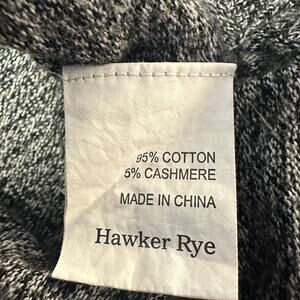 95% COTTON
5% CASHMERE
MADE IN CHINA
Hawker Rye